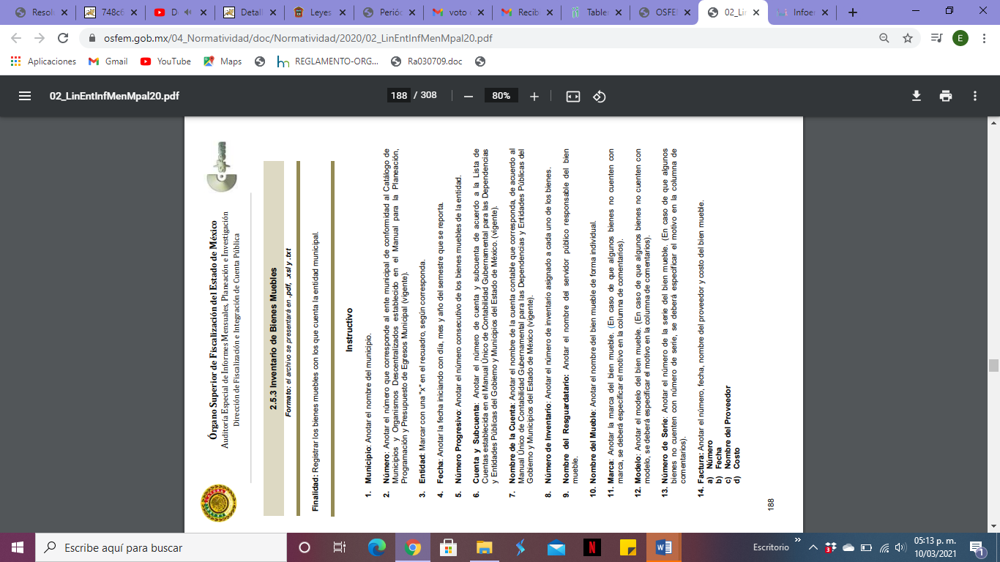 Resolu
748c6
D
Detall
Leyes
Periód
voto
Recib
Tabler
OSFE
02_Lin
Infoer
osfem.gob.mx/04_Normatividad/doc/Normatividad/2020/02_LinEntInfMenMpal20.pdf
E
Aplicaciones
Gmail
YouTube
Maps
REGLAMENTO-ORG...
Ra030709.doc
02_LinEntInfMenMpal20.pdf
188 / 308
80%
Órgano Superior de Fiscalización del Estado de México
Auditoría Especial de Informes Mensuales, Planeación e Investigación
Dirección de Fiscalización e Integración de Cuenta Pública
2.5.3 Inventario de Bienes Muebles
Formato: el archivo se presentará en .pdf, .xsl y .txt
Finalidad: Registrar los bienes muebles con los que cuenta la entidad municipal.
Instructivo
1. Municipio: Anotar el nombre del municipio.
2. Número: Anotar el número que corresponde al ente municipal de conformidad al Catálogo de
Municipios y Organismos Descentralizados establecido en el Manual para la Planeación,
Programación y Presupuesto de Egresos Municipal (vigente).
3. Entidad: Marcar con una "x" en el recuadro, según corresponda.
4. Fecha: Anotar la fecha iniciando con día, mes y año del semestre que se reporta.
5. Número Progresivo: Anotar el número consecutivo de los bienes muebles de la entidad.
6. Cuenta y Subcuenta: Anotar el número de cuenta y subcuenta de acuerdo a la Lista de
Cuentas establecida en el Manual Único de Contabilidad Gubernamental para las Dependencias
y Entidades Públicas del Gobierno y Municipios del Estado de México. (vigente).
7. Nombre de la Cuenta: Anotar el nombre de la cuenta contable que corresponda, de acuerdo al
Manual Único de Contabilidad Gubernamental para las Dependencias y Entidades Públicas del
Gobierno y Municipios del Estado de México (vigente).
8. Número de Inventario: Anotar el número de inventario asignado a cada uno de los bienes.
9. Nombre del Resguardatario: Anotar el nombre del servidor público responsable del bien
mueble.
10. Nombre del Mueble: Anotar el nombre del bien mueble de forma individual.
11. Marca: Anotar la marca del bien mueble. (En caso de que algunos bienes no cuenten con
marca, se deberá especificar el motivo en la columna de comentarios).
12. Modelo: Anotar el modelo del bien mueble. (En caso de que algunos bienes no cuenten con
modelo, se deberá especificar el motivo en la columna de comentarios).
13. Número de Serie: Anotar el número de la serie del bien mueble. (En caso de que algunos
bienes no cuenten con número de serie, se deberá especificar el motivo en la columna de
comentarios).
14. Factura: Anotar el número, fecha, nombre del proveedor y costo del bien mueble.
a) Número
b) Fecha
c) Nombre del Proveedor
d) Costo
188
Escribe aquí para buscar
Escritorio
05:13 p. m.
10/03/2021